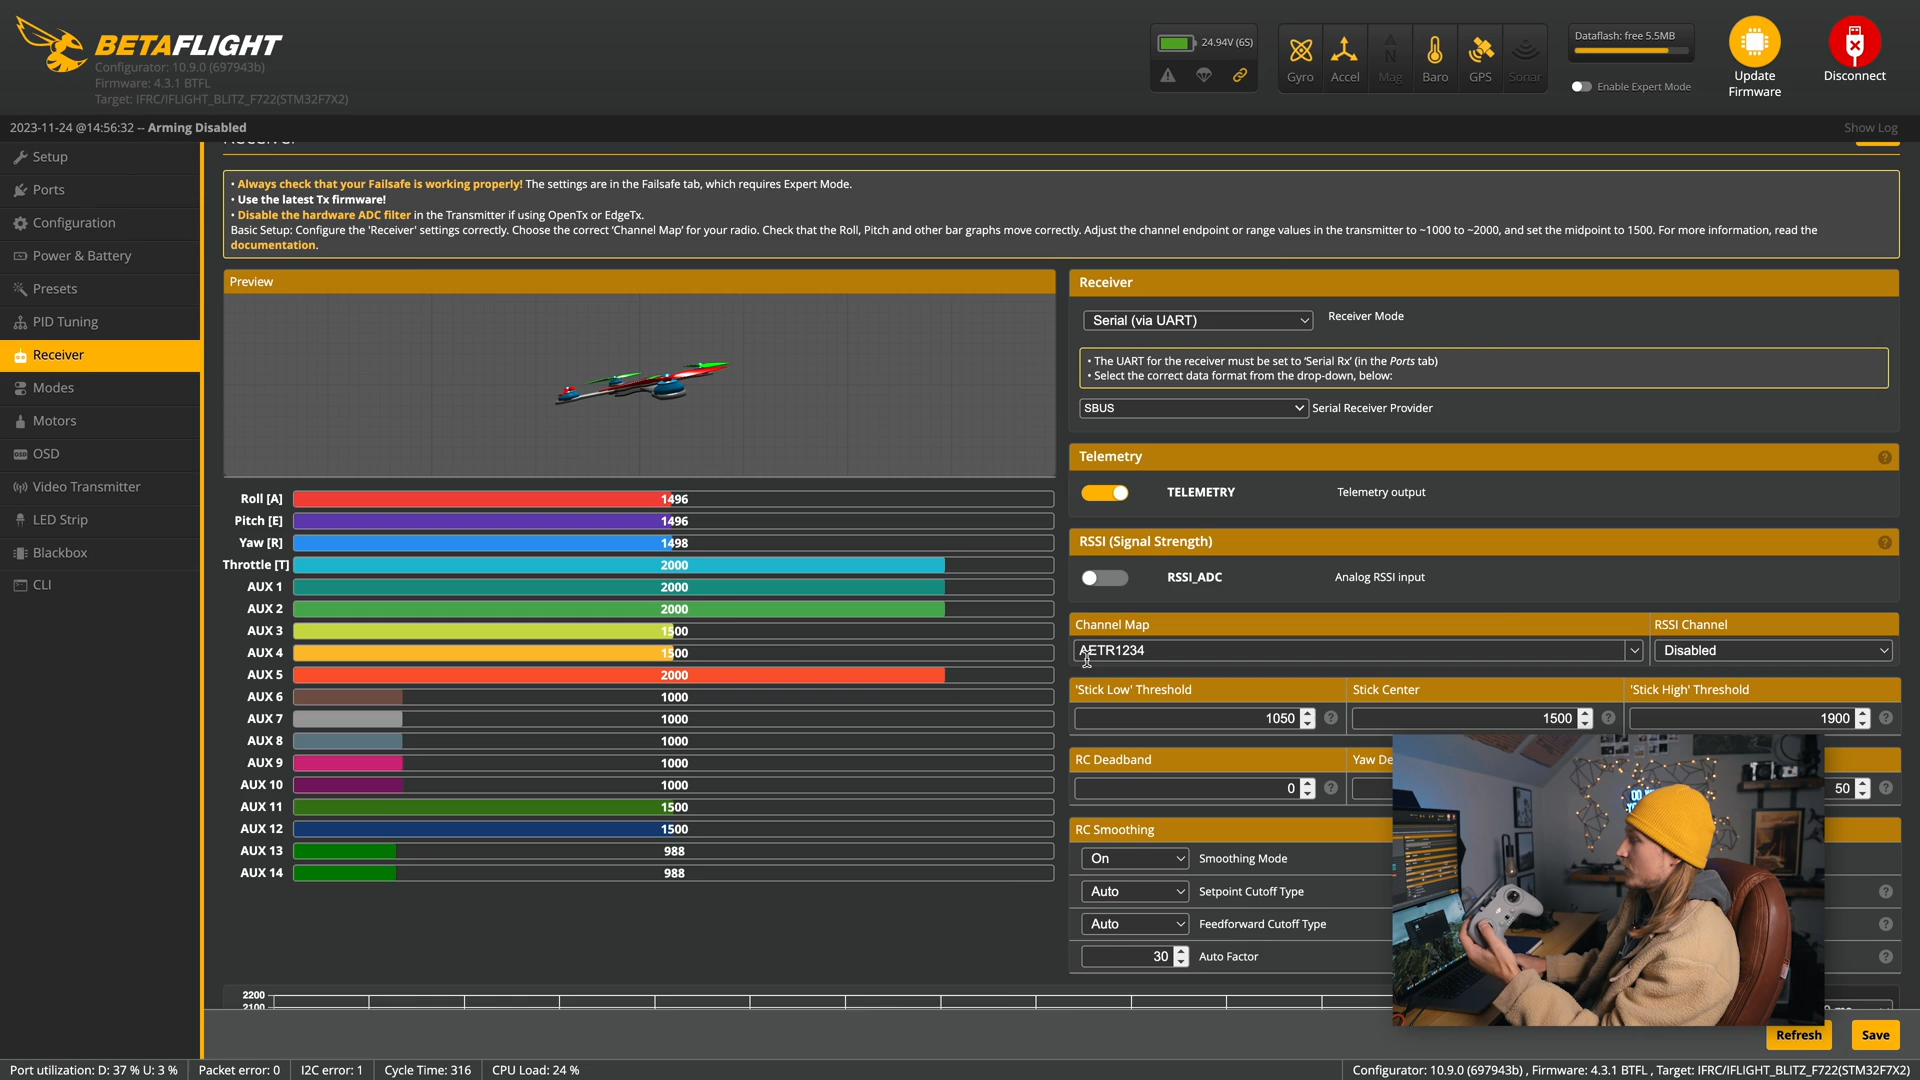 BETAFLIGHT
Configurator: 10.9.0 (697943b)
Firmware: 4.3.1 BTFL
Target: IFRC/IFLIGHT_BLITZ_F722(STM32F7X2)
24.94V (6S)
Gyro
Accel
Mag
Baro
GPS
Sonar
Dataflash: free 5.5MB
Enable Expert Mode
Update
Firmware
Disconnect
2023-11-24 @14:56:32 -- Arming Disabled
Show Log
Setup
Ports
Configuration
Power & Battery
Presets
PID Tuning
Receiver
Modes
Motors
OSD
Video Transmitter
LED Strip
Blackbox
CLI
Receiver
• Always check that your Failsafe is working properly! The settings are in the Failsafe tab, which requires Expert Mode.
• Use the latest Tx firmware!
• Disable the hardware ADC filter in the Transmitter if using OpenTx or EdgeTx.
Basic Setup: Configure the 'Receiver' settings correctly. Choose the correct 'Channel Map' for your radio. Check that the Roll, Pitch and other bar graphs move correctly. Adjust the channel endpoint or range values in the transmitter to ~1000 to ~2000, and set the midpoint to 1500. For more information, read the
documentation.
Preview
Roll [A] 1496
Pitch [E] 1496
Yaw [R] 1498
Throttle [T] 2000
AUX 1 2000
AUX 2 2000
AUX 3 1500
AUX 4 1500
AUX 5 2000
AUX 6 1000
AUX 7 1000
AUX 8 1000
AUX 9 1000
AUX 10 1000
AUX 11 1500
AUX 12 1500
AUX 13 988
AUX 14 988
2200
2100
Receiver
Serial (via UART) Receiver Mode
• The UART for the receiver must be set to 'Serial Rx' (in the Ports tab)
• Select the correct data format from the drop-down, below:
SBUS Serial Receiver Provider
Telemetry
TELEMETRY Telemetry output
RSSI (Signal Strength)
RSSI_ADC Analog RSSI input
Channel Map RSSI Channel
AETR1234 Disabled
'Stick Low' Threshold Stick Center 'Stick High' Threshold
1050 1500 1900
RC Deadband Yaw De
0 50
RC Smoothing
On Smoothing Mode
Auto Setpoint Cutoff Type
Auto Feedforward Cutoff Type
30 Auto Factor
Refresh
Save
Port utilization: D: 37 % U: 3 % Packet error: 0 I2C error: 1 Cycle Time: 316 CPU Load: 24 %
Configurator: 10.9.0 (697943b) , Firmware: 4.3.1 BTFL , Target: IFRC/IFLIGHT_BLITZ_F722(STM32F7X2)